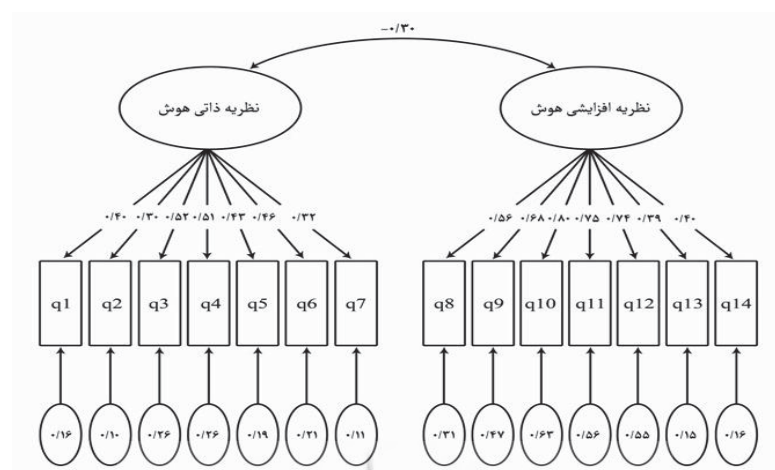 -۰/۳۰
نظریه ذاتی هوش
نظریه افزایشی هوش
۰/۴۰ ۰/۳۰ ۰/۵۲ ۰/۵۱ ۰/۴۳ ۰/۴۶ ۰/۳۲
۰/۵۶ ۰/۶۸ ۰/۸۰ ۰/۷۵ ۰/۷۴ ۰/۳۹ ۰/۴۰
q1 q2 q3 q4 q5 q6 q7
q8 q9 q10 q11 q12 q13 q14
۰/۱۶ ۰/۱۰ ۰/۲۶ ۰/۲۶ ۰/۱۹ ۰/۲۱ ۰/۱۱
۰/۳۱ ۰/۴۷ ۰/۶۳ ۰/۵۶ ۰/۵۵ ۰/۱۵ ۰/۱۶